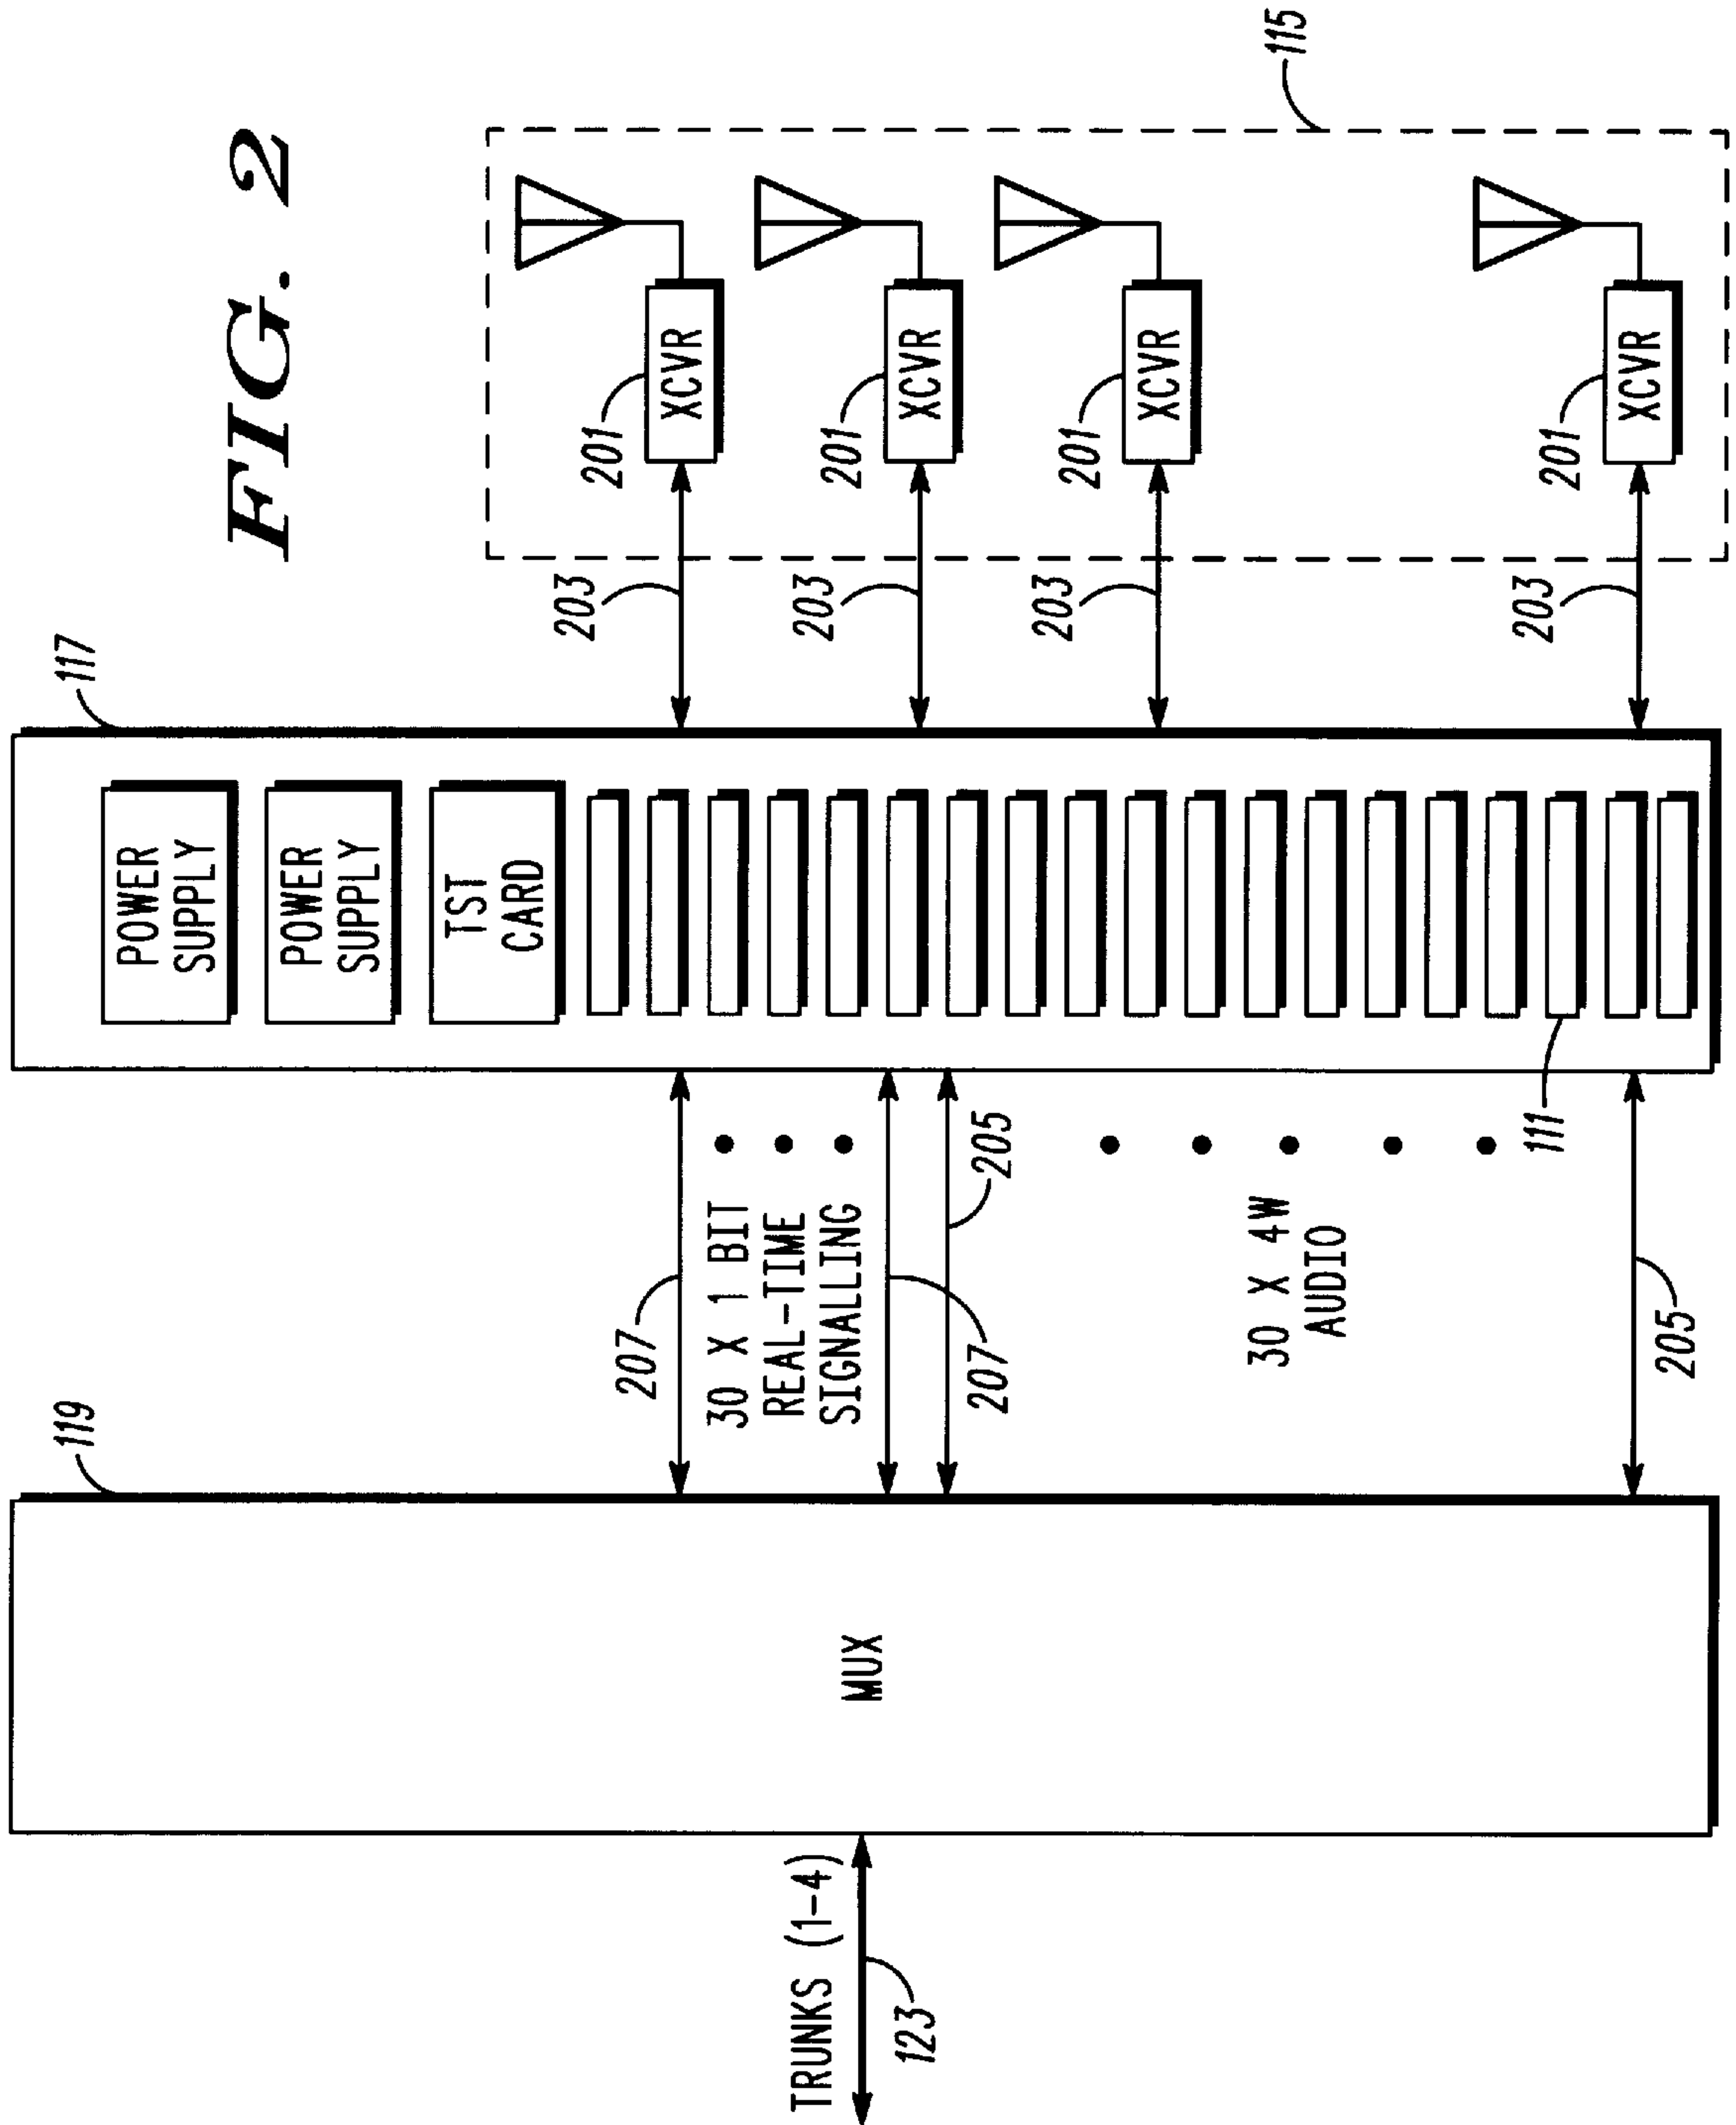 FIG. 2
119
117
115
POWER
SUPPLY
POWER
SUPPLY
TST
CARD
TRUNKS (1-4)
123
MUX
207
30 X 1 BIT
REAL-TIME
SIGNALLING
207
205
30 X 4W
AUDIO
205
111
203
201
XCVR
203
201
XCVR
203
201
XCVR
203
201
XCVR